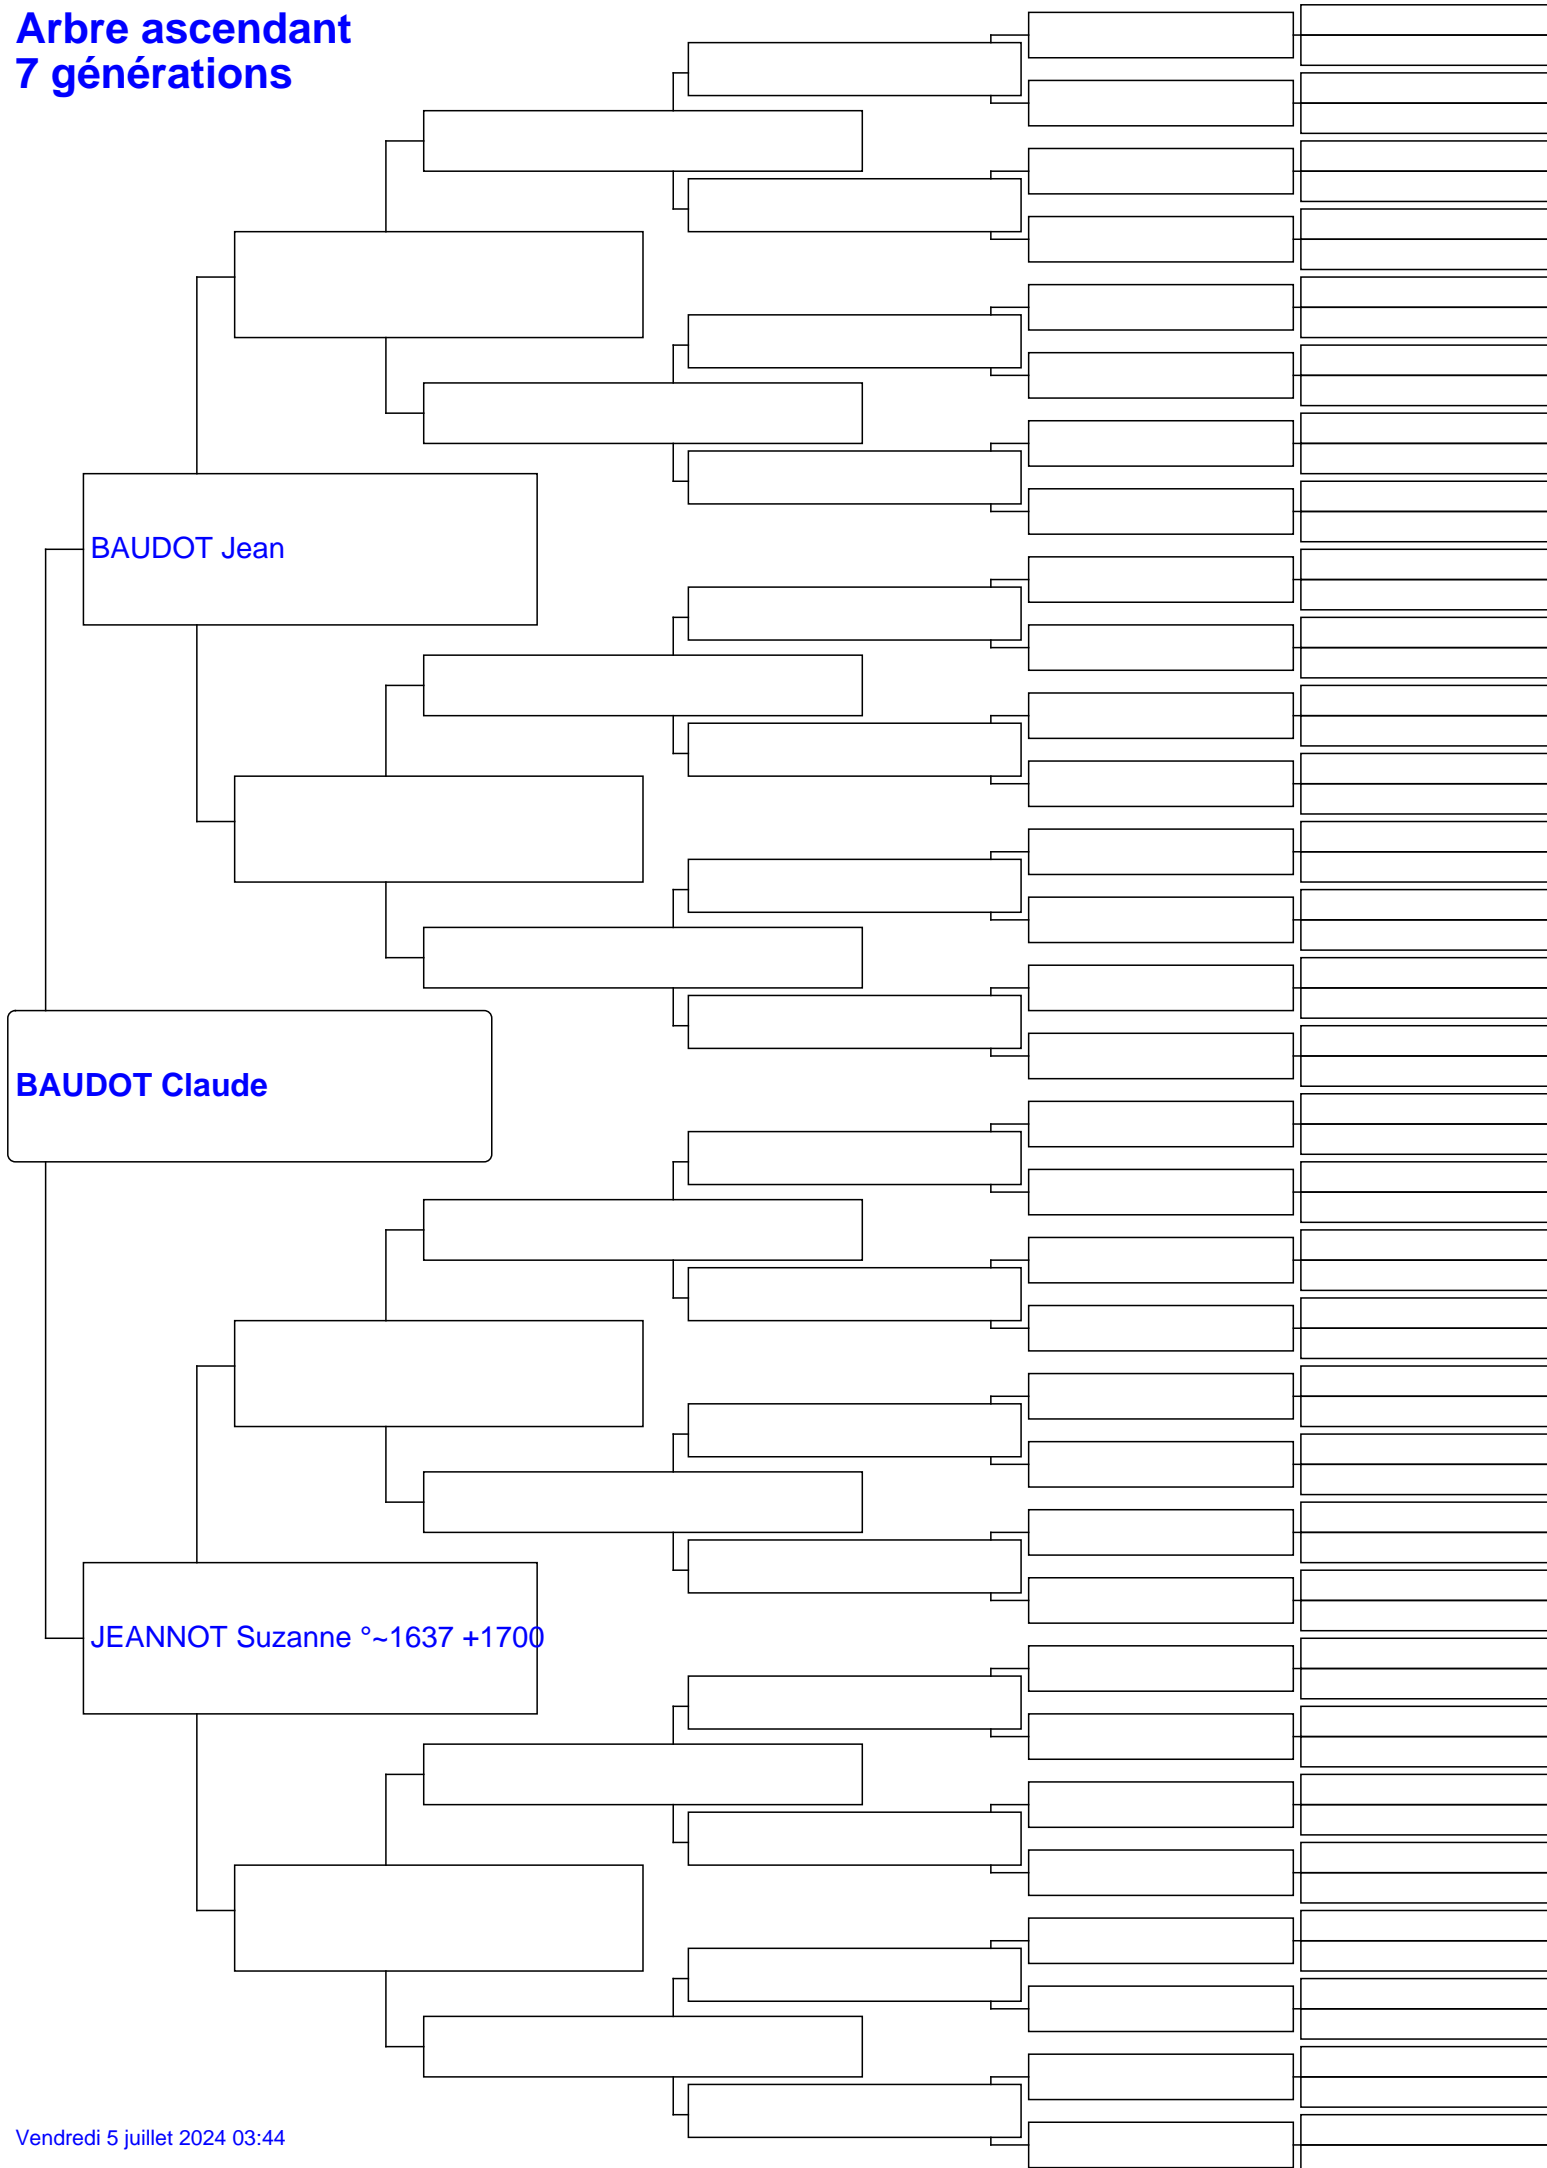 Arbre ascendant
7 générations
BAUDOT Jean
BAUDOT Claude
JEANNOT Suzanne °~1637 +1700
Vendredi 5 juillet 2024 03:44